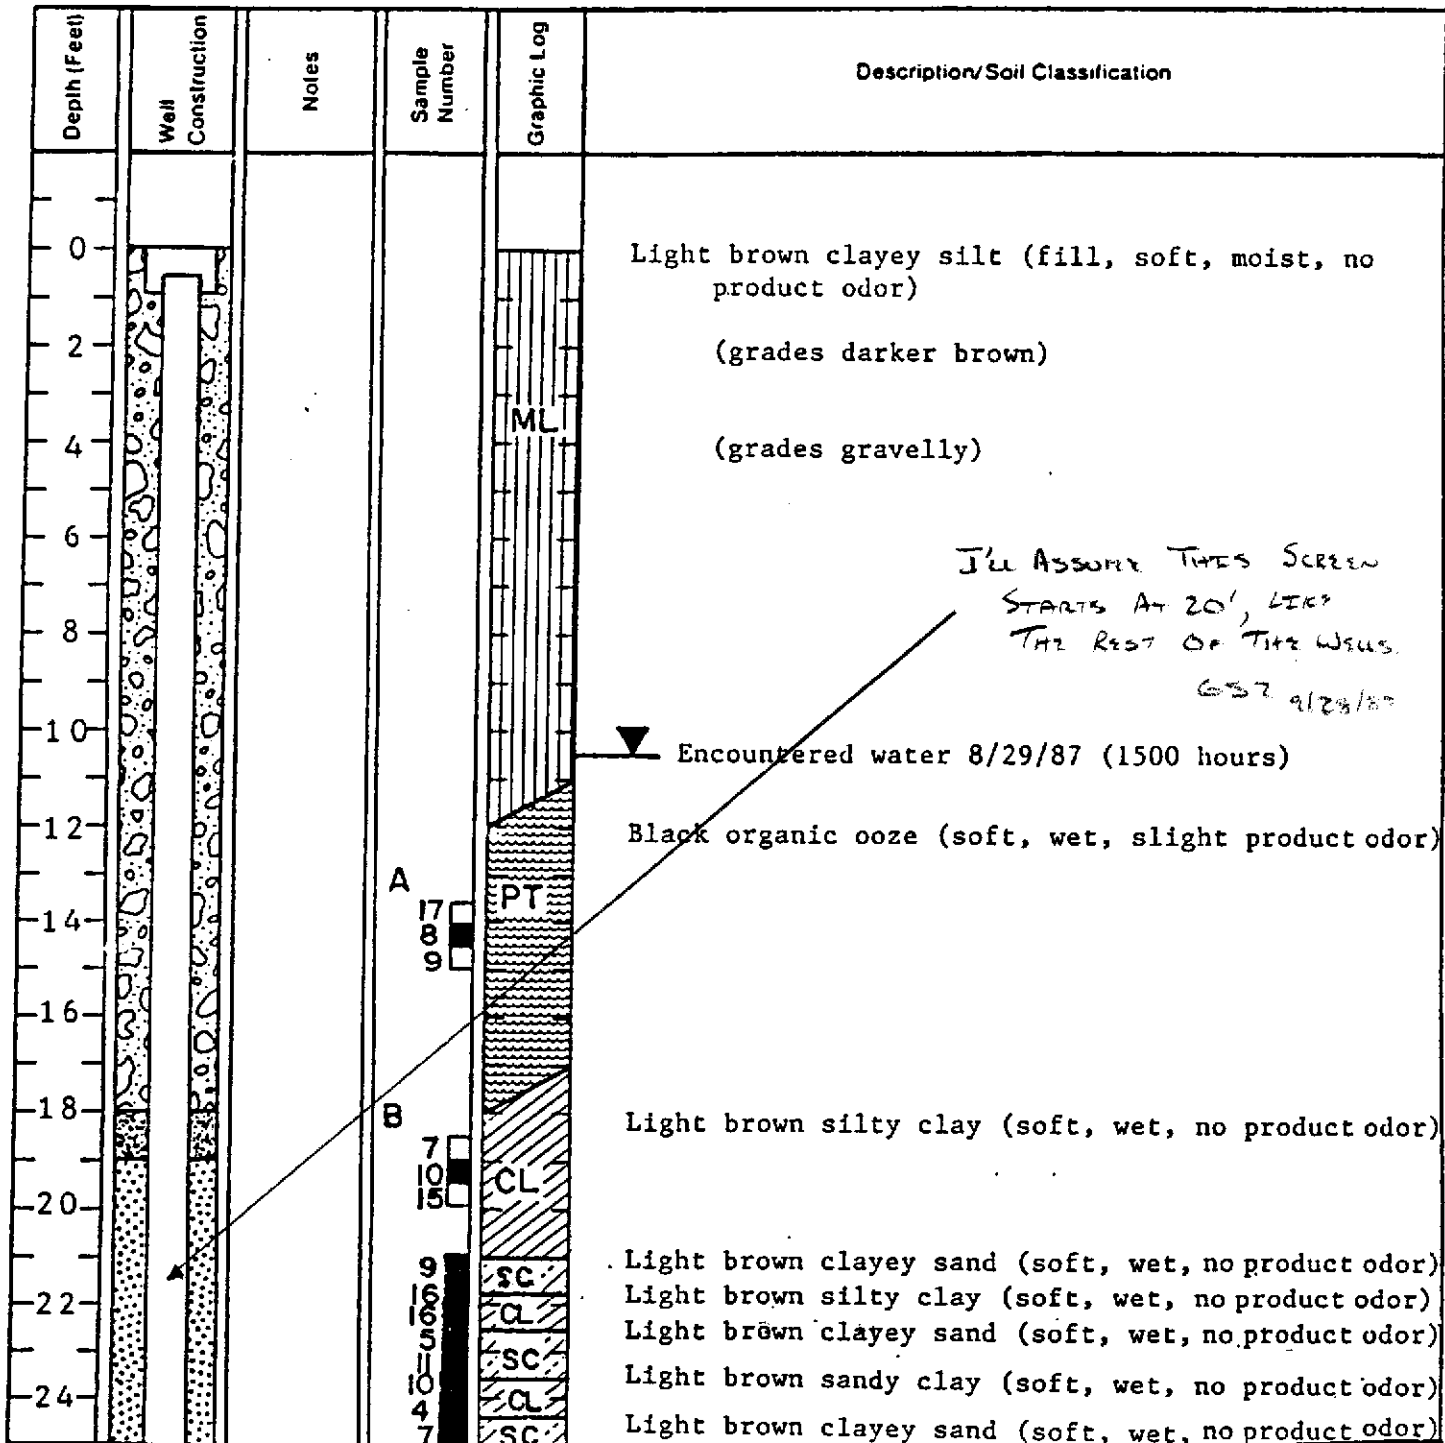 Depth (Feet)
Well Construction
Notes
Sample Number
Graphic Log
Description/Soil Classification
0
Light brown clayey silt (fill, soft, moist, no
product odor)
2
(grades darker brown)
ML
4
(grades gravelly)
6
I'll ASSUME THIS SCREEN
STARTS AT 20', LIKE
8
THE REST OF THE WELLS.
9/28/87
10
Encountered water 8/29/87 (1500 hours)
12
Black organic ooze (soft, wet, slight product odor)
A
PT
17
14
8
9
16
18
B
Light brown silty clay (soft, wet, no product odor)
7
10
CL
15
20
9
SC
Light brown clayey sand (soft, wet, no product odor)
16
22
16
CL
Light brown silty clay (soft, wet, no product odor)
5
Light brown clayey sand (soft, wet, no product odor)
11
SC
10
Light brown sandy clay (soft, wet, no product odor)
24
4
CL
7
SC
Light brown clayey sand (soft, wet, no product odor)